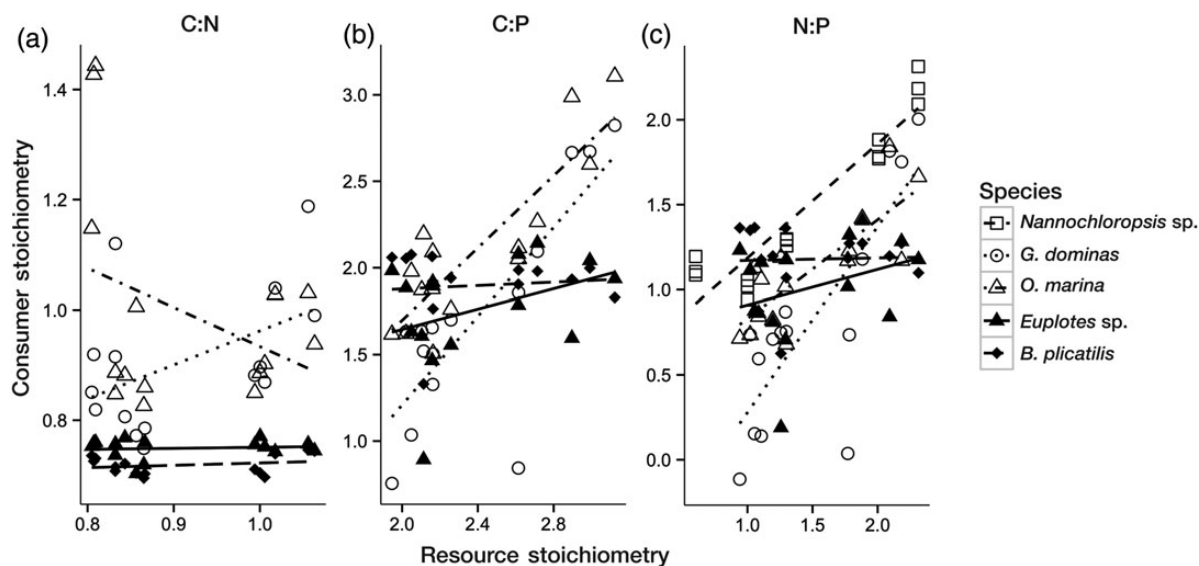 C:N
C:P
N:P
(a)
(b)
(c)
1.4
1.2
1.0
0.8
3.0
2.5
2.0
1.5
1.0
2.0
1.5
1.0
0.5
0.0
Consumer stoichiometry
0.8 0.9 1.0
2.0 2.4 2.8
1.0 1.5 2.0
Resource stoichiometry
Species
Nannochloropsis sp.
G. dominas
O. marina
Euplotes sp.
B. plicatilis